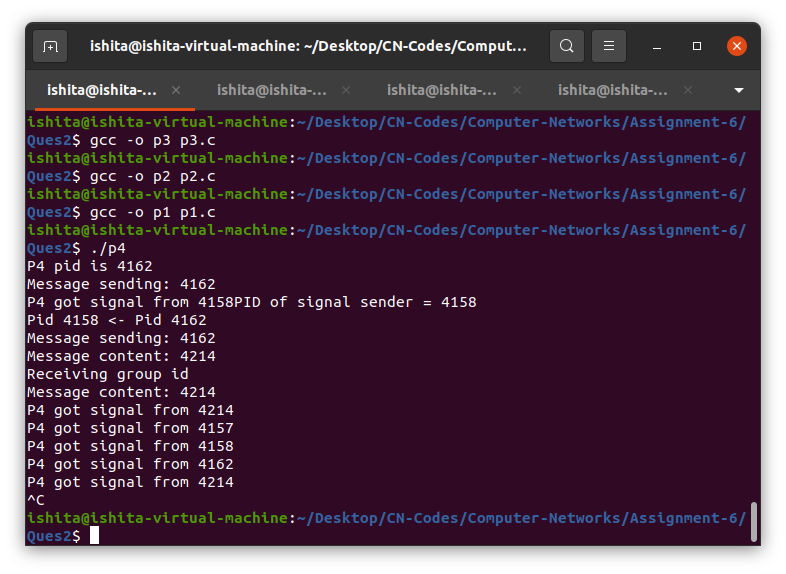 ishita@ishita-virtual-machine: ~/Desktop/CN-Codes/Comput...
ishita@ishita-... × ishita@ishita-... × ishita@ishita-... × ishita@ishita-... ×
ishita@ishita-virtual-machine:~/Desktop/CN-Codes/Computer-Networks/Assignment-6/
Ques2$ gcc -o p3 p3.c
ishita@ishita-virtual-machine:~/Desktop/CN-Codes/Computer-Networks/Assignment-6/
Ques2$ gcc -o p2 p2.c
ishita@ishita-virtual-machine:~/Desktop/CN-Codes/Computer-Networks/Assignment-6/
Ques2$ gcc -o p1 p1.c
ishita@ishita-virtual-machine:~/Desktop/CN-Codes/Computer-Networks/Assignment-6/
Ques2$ ./p4
P4 pid is 4162
Message sending: 4162
P4 got signal from 4158PID of signal sender = 4158
Pid 4158 <- Pid 4162
Message sending: 4162
Message content: 4214
Receiving group id
Message content: 4214
P4 got signal from 4214
P4 got signal from 4157
P4 got signal from 4158
P4 got signal from 4162
P4 got signal from 4214
^C
ishita@ishita-virtual-machine:~/Desktop/CN-Codes/Computer-Networks/Assignment-6/
Ques2$